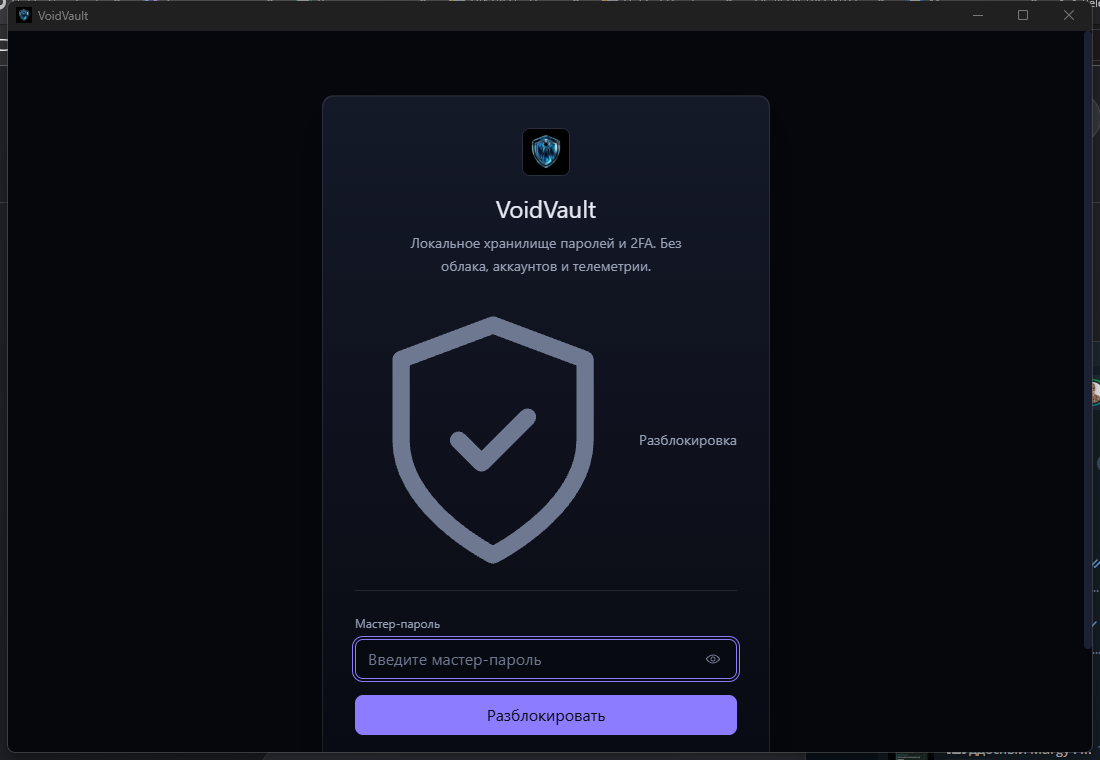 VoidVault
VoidVault
Локальное хранилище паролей и 2FA. Без
облака, аккаунтов и телеметрии.
Разблокировка
Мастер-пароль
Введите мастер-пароль
Разблокировать